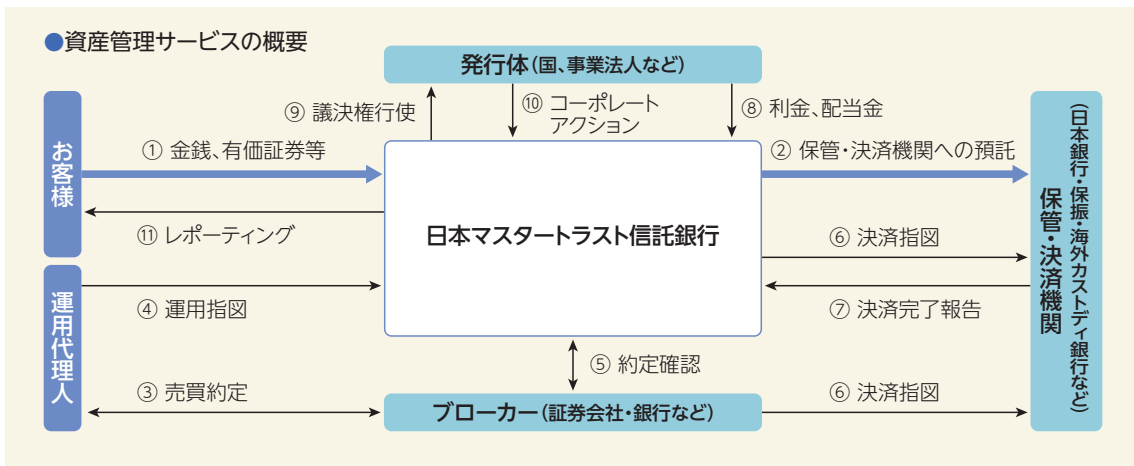 ●資産管理サービスの概要
発行体(国、事業法人など)
⑨ 議決権行使
⑩ コーポレート
アクション
⑧ 利金、配当金
お客様
① 金銭、有価証券等
② 保管・決済機関への預託
日本マスタートラスト信託銀行
⑪ レポーティング
⑥ 決済指図
運用代理人
④ 運用指図
⑦ 決済完了報告
⑤ 約定確認
③ 売買約定
ブローカー(証券会社・銀行など)
⑥ 決済指図
保管・決済機関
(日本銀行・保振・海外カストディ銀行など)